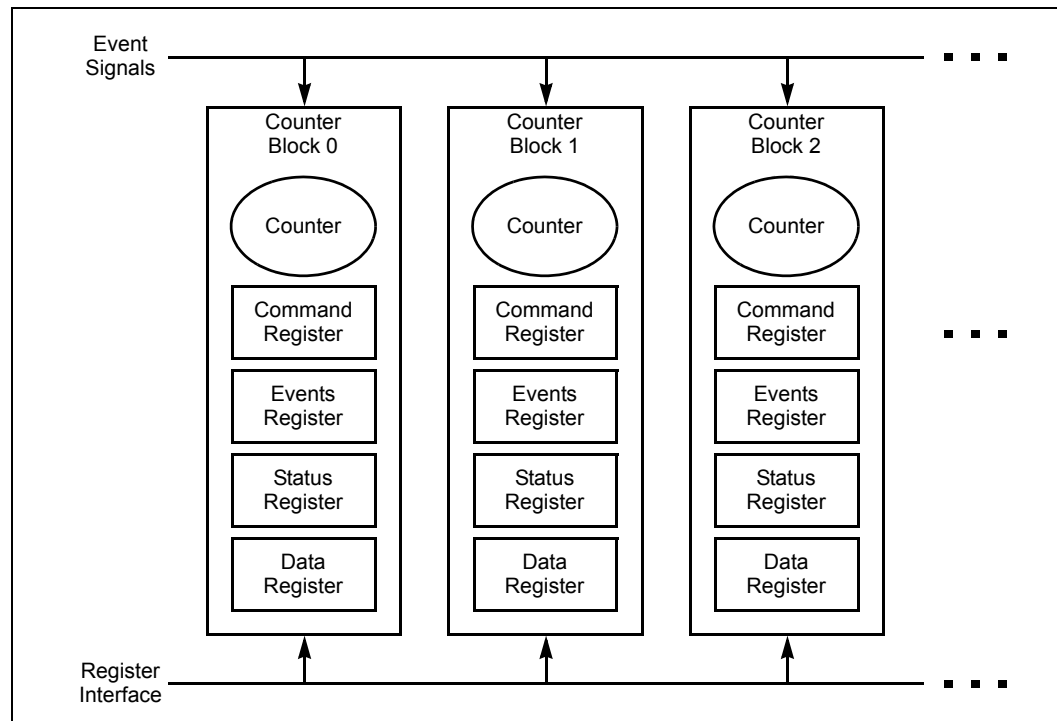 Event
Signals
Counter
Block 0
Counter
Command
Register
Events
Register
Status
Register
Data
Register
Counter
Block 1
Counter
Command
Register
Events
Register
Status
Register
Data
Register
Counter
Block 2
Counter
Command
Register
Events
Register
Status
Register
Data
Register
Register
Interface